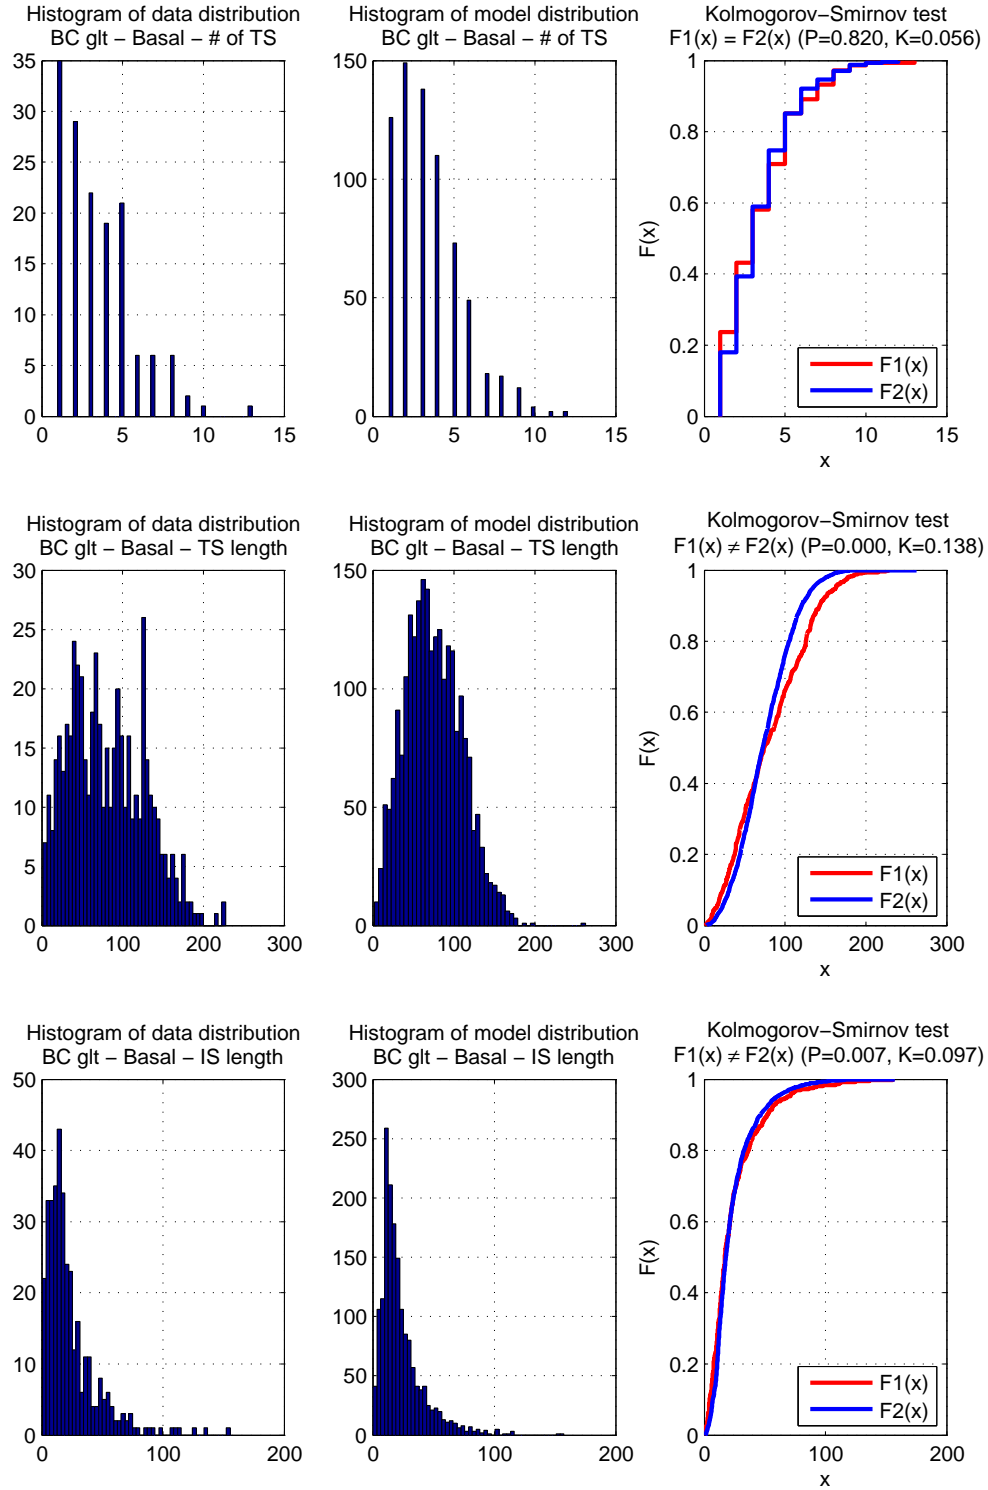 Histogram of data distribution
BC glt − Basal − # of TS
35
30
25
20
15
10
5
0
0 5 10 15
Histogram of model distribution
BC glt − Basal − # of TS
150
100
50
0
0 5 10 15
Kolmogorov−Smirnov test
F1(x) = F2(x) (P=0.820, K=0.056)
1
0.8
0.6
0.4
0.2
0
F(x)
F1(x)
F2(x)
0 5 10 15
x
Histogram of data distribution
BC glt − Basal − TS length
30
25
20
15
10
5
0
0 100 200 300
Histogram of model distribution
BC glt − Basal − TS length
150
100
50
0
0 100 200 300
Kolmogorov−Smirnov test
F1(x) ≠ F2(x) (P=0.000, K=0.138)
1
0.8
0.6
0.4
0.2
0
F(x)
F1(x)
F2(x)
0 100 200 300
x
Histogram of data distribution
BC glt − Basal − IS length
50
40
30
20
10
0
0 100 200
Histogram of model distribution
BC glt − Basal − IS length
300
250
200
150
100
50
0
0 100 200
Kolmogorov−Smirnov test
F1(x) ≠ F2(x) (P=0.007, K=0.097)
1
0.8
0.6
0.4
0.2
0
F(x)
F1(x)
F2(x)
0 100 200
x